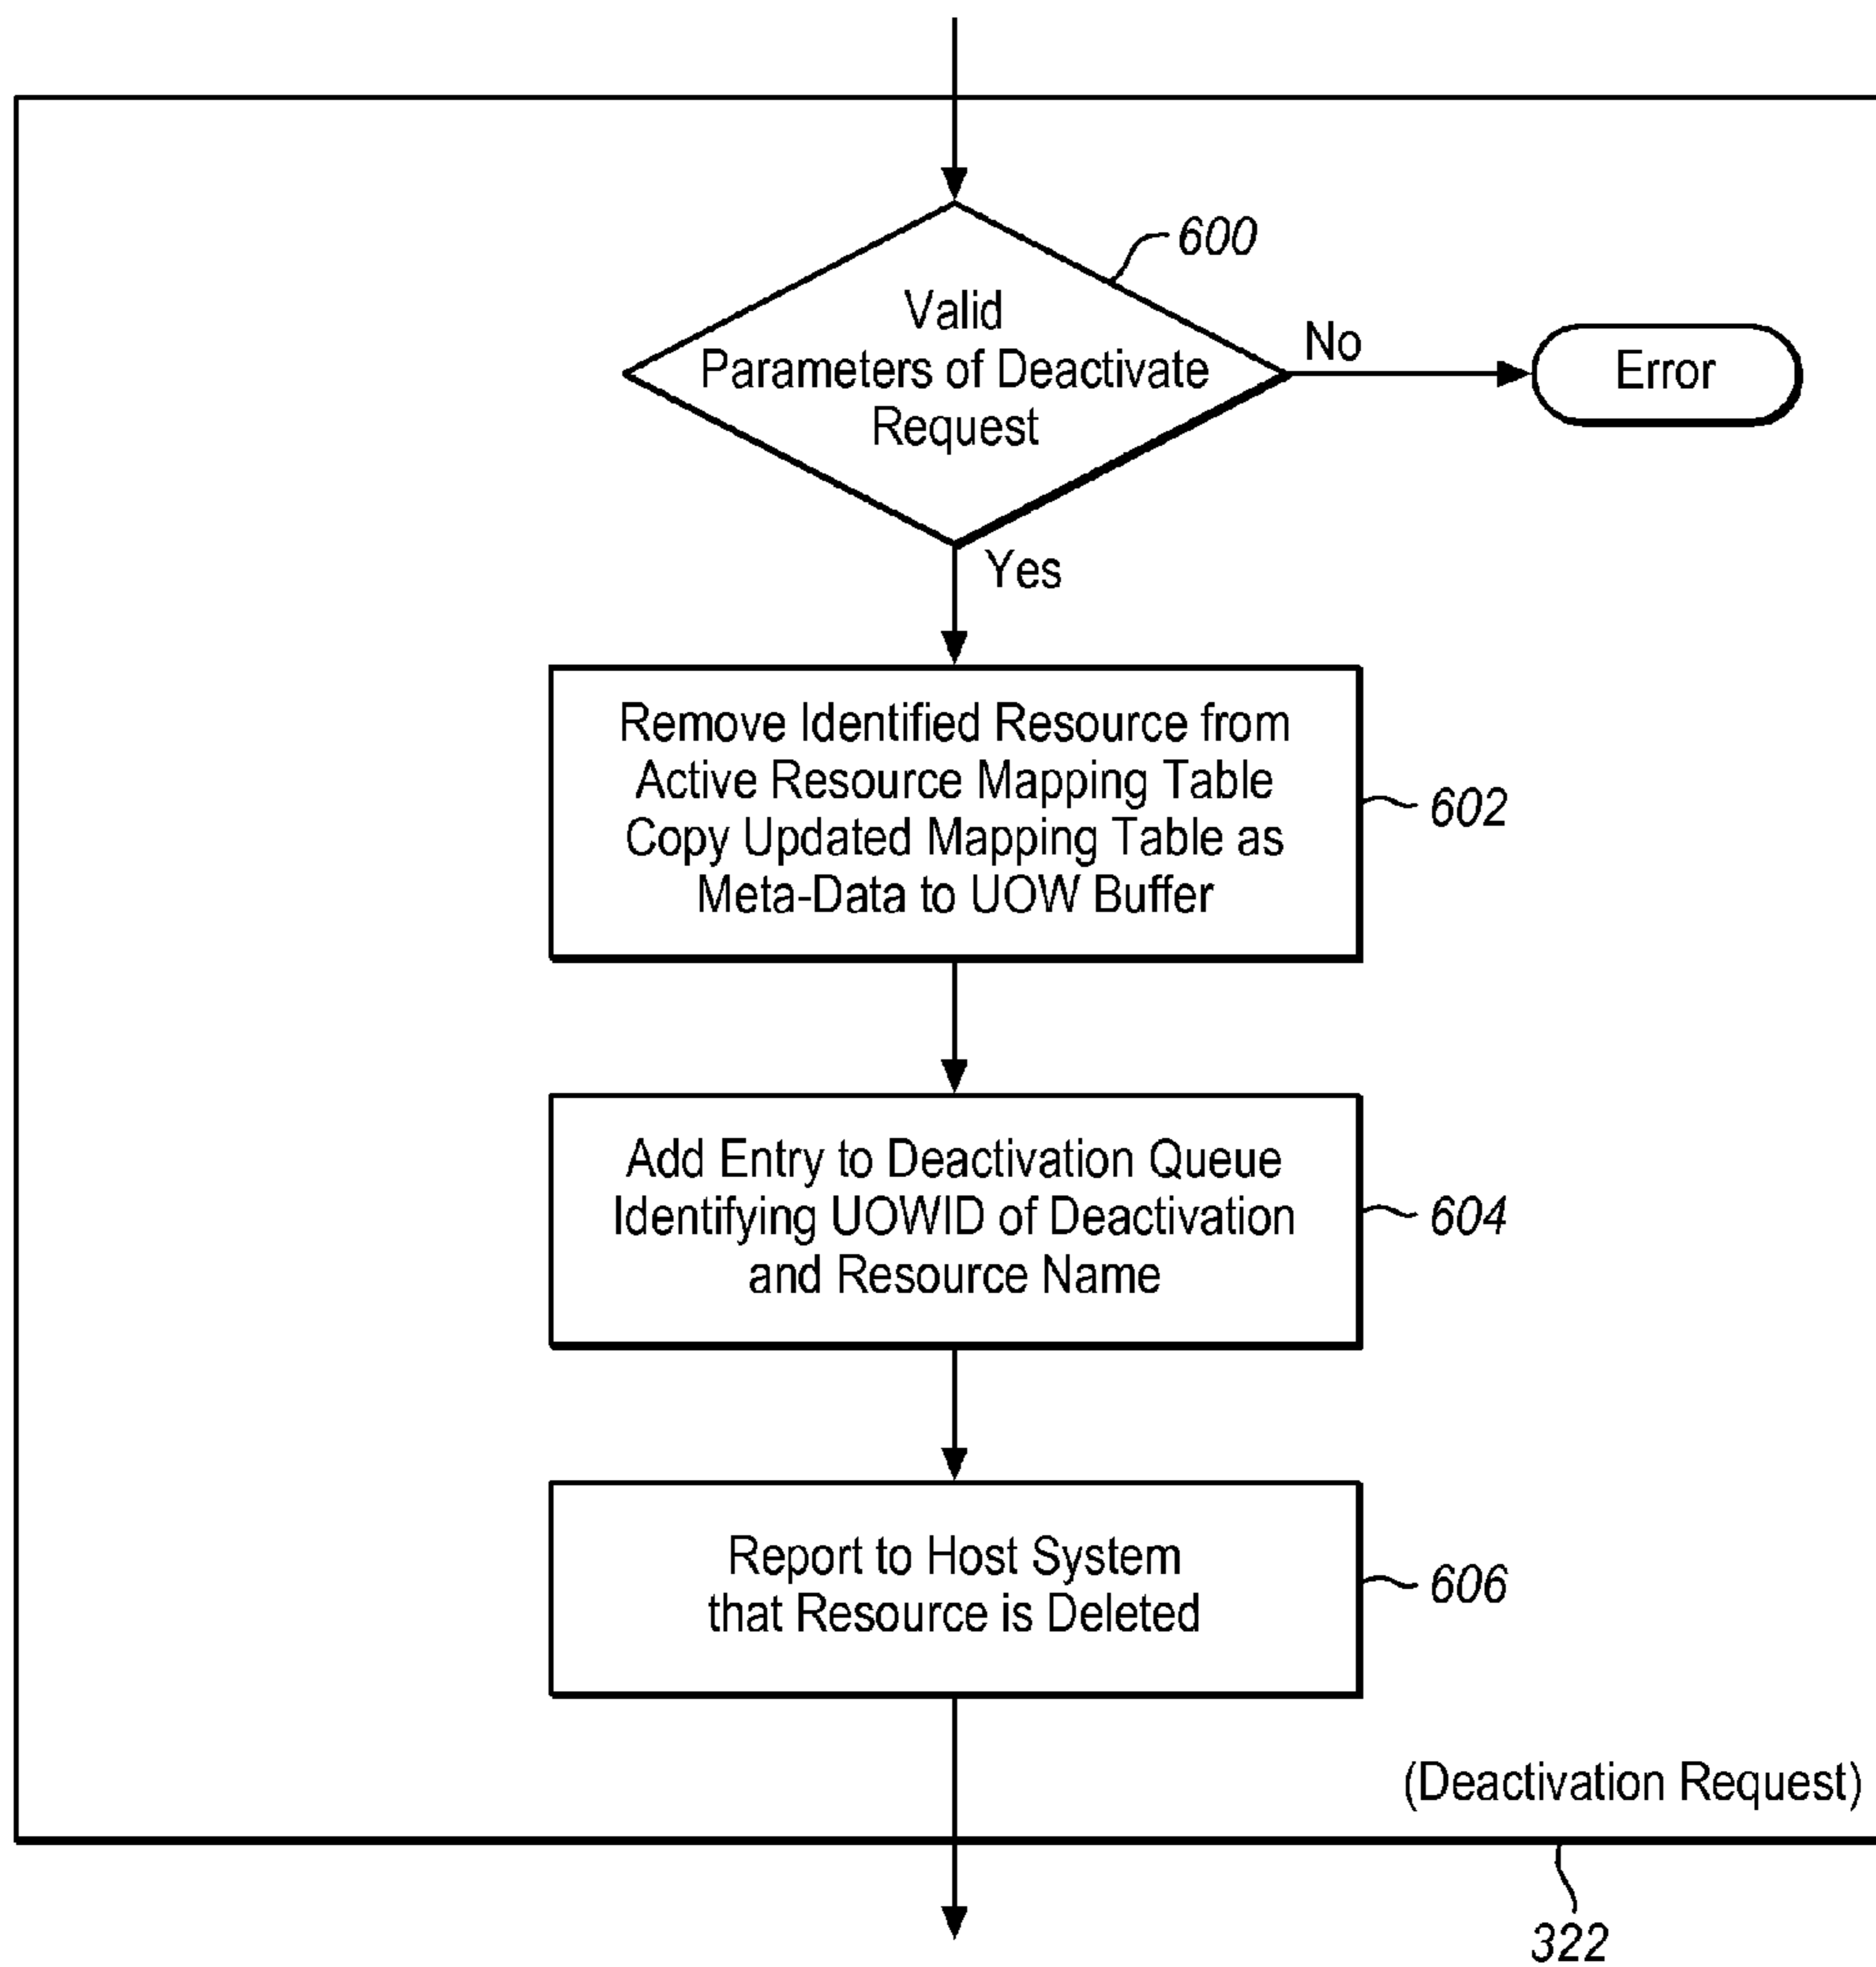 600
Valid
Parameters of Deactivate
Request
No
Error
Yes
Remove Identified Resource from
Active Resource Mapping Table
Copy Updated Mapping Table as
Meta-Data to UOW Buffer
602
Add Entry to Deactivation Queue
Identifying UOWID of Deactivation
and Resource Name
604
Report to Host System
that Resource is Deleted
606
(Deactivation Request)
322